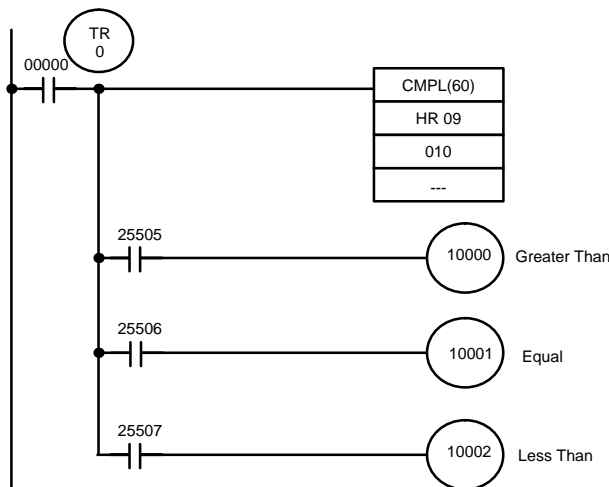 TR
0
00000
CMPL(60)
HR 09
010
---
25505
10000
Greater Than
25506
10001
Equal
25507
10002
Less Than